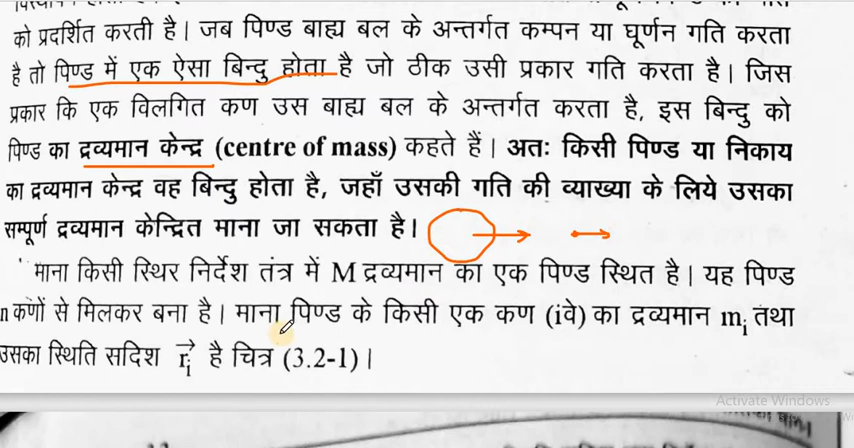 को प्रदर्शित करती है। जब पिण्ड बाह्य बल के अन्तर्गत कम्पन या घूर्णन गति करता
है तो पिण्ड में एक ऐसा बिन्दु होता है जो ठीक उसी प्रकार गति करता है। जिस
प्रकार कि एक विलगित कण उस बाह्य बल के अन्तर्गत करता है, इस बिन्दु को
पिण्ड का द्रव्यमान केन्द्र (centre of mass) कहते हैं। अतः किसी पिण्ड या निकाय
का द्रव्यमान केन्द्र वह बिन्दु होता है, जहाँ उसकी गति की व्याख्या के लिये उसका
सम्पूर्ण द्रव्यमान केन्द्रित माना जा सकता है।
माना किसी स्थिर निर्देश तंत्र में M द्रव्यमान का एक पिण्ड स्थित है। यह पिण्ड
n कणों से मिलकर बना है। माना पिण्ड के किसी एक कण (iवे) का द्रव्यमान mᵢ तथा
उसका स्थिति सदिश r⃗ᵢ है चित्र (3.2-1)।
Activate Windows